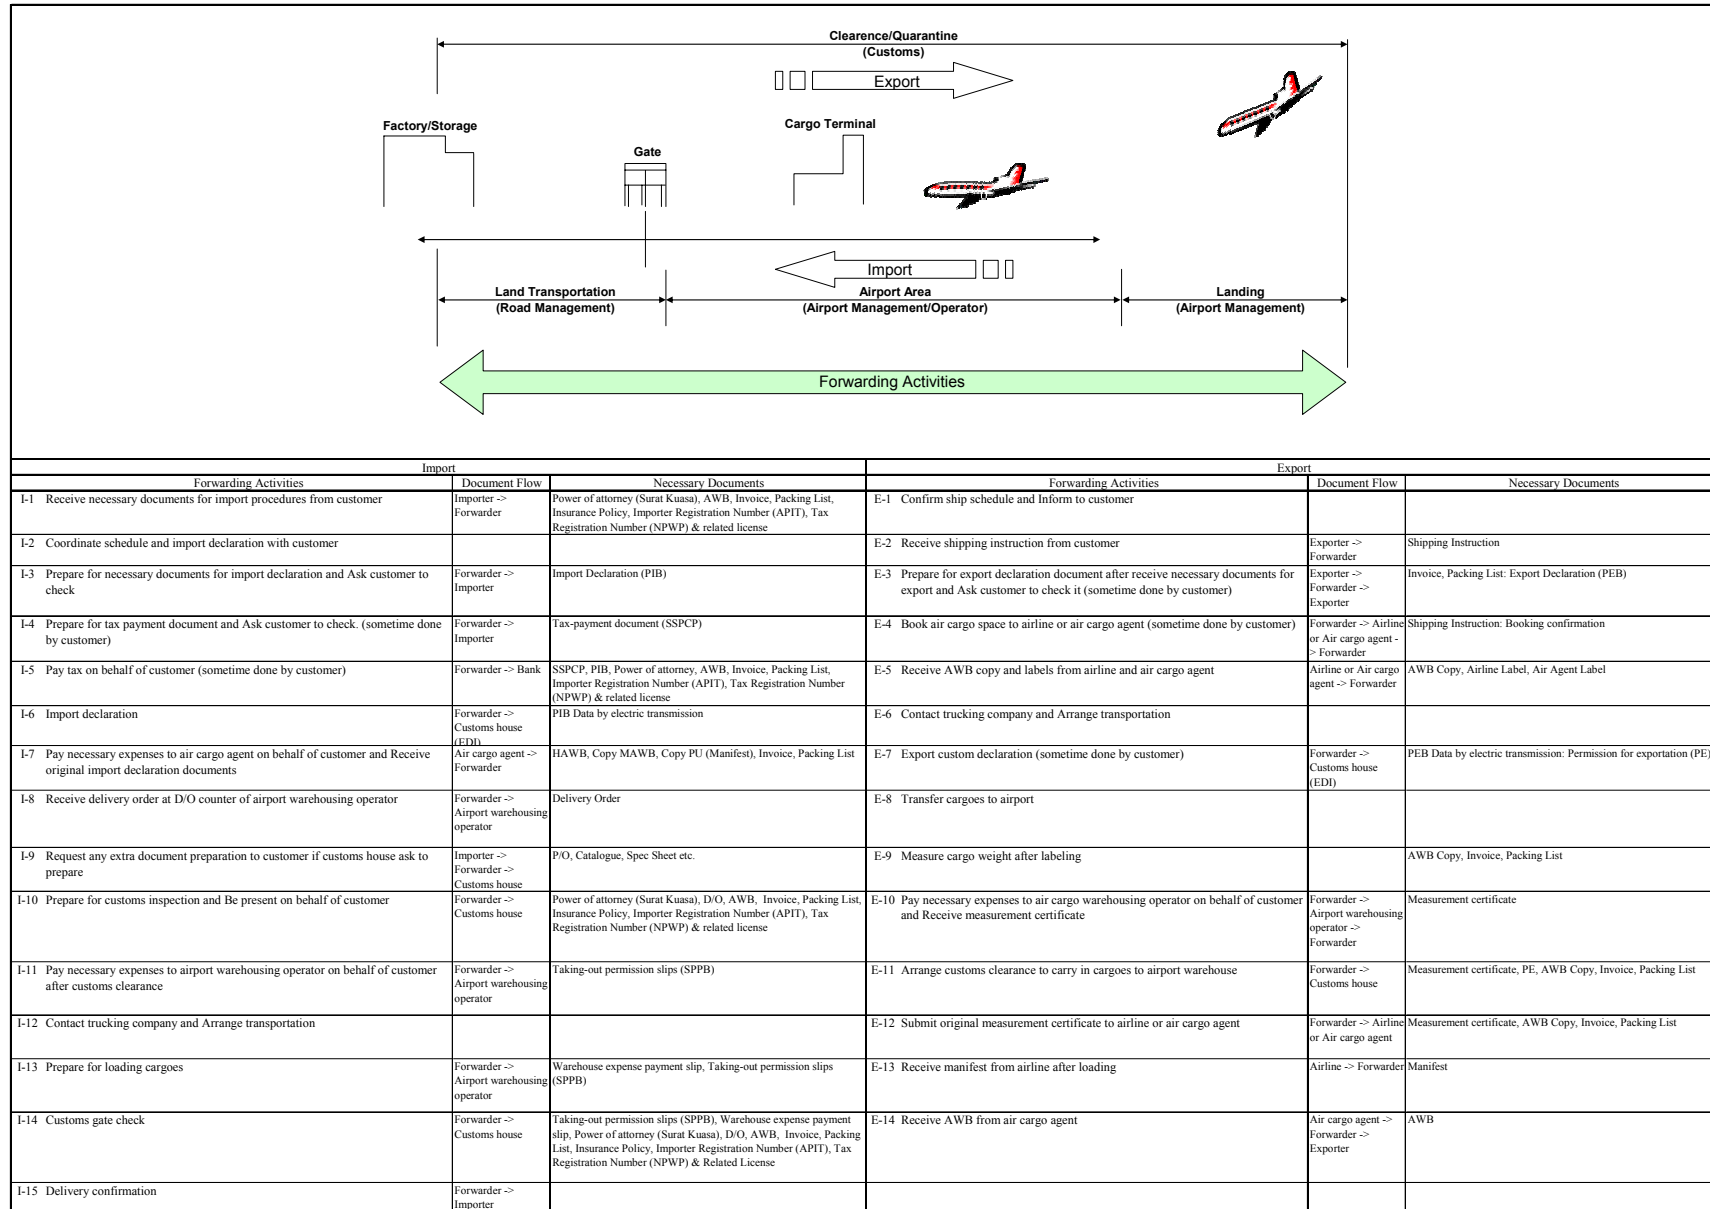 Clearence/Quarantine
(Customs)
Export
Factory/Storage
Cargo Terminal
Gate
Import
Land Transportation
(Road Management)
Airport Area
(Airport Management/Operator)
Landing
(Airport Management)
Forwarding Activities
Import
Export
Forwarding Activities
Document Flow
Necessary Documents
Forwarding Activities
Document Flow
Necessary Documents
I-1 Receive necessary documents for import procedures from customer
Importer ->
Forwarder
Power of attorney (Surat Kuasa), AWB, Invoice, Packing List,
Insurance Policy, Importer Registration Number (APIT), Tax
Registration Number (NPWP) & related license
E-1 Confirm ship schedule and Inform to customer
I-2 Coordinate schedule and import declaration with customer
E-2 Receive shipping instruction from customer
Exporter ->
Forwarder
Shipping Instruction
I-3 Prepare for necessary documents for import declaration and Ask customer to
check
Forwarder ->
Importer
Import Declaration (PIB)
E-3 Prepare for export declaration document after receive necessary documents for
export and Ask customer to check it (sometime done by customer)
Exporter ->
Forwarder ->
Exporter
Invoice, Packing List: Export Declaration (PEB)
I-4 Prepare for tax payment document and Ask customer to check. (sometime done
by customer)
Forwarder ->
Importer
Tax-payment document (SSPCP)
E-4 Book air cargo space to airline or air cargo agent (sometime done by customer)
Forwarder -> Airline
or Air cargo agent -
> Forwarder
Shipping Instruction: Booking confirmation
I-5 Pay tax on behalf of customer (sometime done by customer)
Forwarder -> Bank
SSPCP, PIB, Power of attorney, AWB, Invoice, Packing List,
Importer Registration Number (APIT), Tax Registration Number
(NPWP) & related license
E-5 Receive AWB copy and labels from airline and air cargo agent
Airline or Air cargo
agent -> Forwarder
AWB Copy, Airline Label, Air Agent Label
I-6 Import declaration
Forwarder ->
Customs house
(EDI)
PIB Data by electric transmission
E-6 Contact trucking company and Arrange transportation
I-7 Pay necessary expenses to air cargo agent on behalf of customer and Receive
original import declaration documents
Air cargo agent ->
Forwarder
HAWB, Copy MAWB, Copy PU (Manifest), Invoice, Packing List
E-7 Export custom declaration (sometime done by customer)
Forwarder ->
Customs house
(EDI)
PEB Data by electric transmission: Permission for exportation (PE)
I-8 Receive delivery order at D/O counter of airport warehousing operator
Forwarder ->
Airport warehousing
operator
Delivery Order
E-8 Transfer cargoes to airport
I-9 Request any extra document preparation to customer if customs house ask to
prepare
Importer ->
Forwarder ->
Customs house
P/O, Catalogue, Spec Sheet etc.
E-9 Measure cargo weight after labeling
AWB Copy, Invoice, Packing List
I-10 Prepare for customs inspection and Be present on behalf of customer
Forwarder ->
Customs house
Power of attorney (Surat Kuasa), D/O, AWB, Invoice, Packing List,
Insurance Policy, Importer Registration Number (APIT), Tax
Registration Number (NPWP) & related license
E-10 Pay necessary expenses to air cargo warehousing operator on behalf of customer
and Receive measurement certificate
Forwarder ->
Airport warehousing
operator ->
Forwarder
Measurement certificate
I-11 Pay necessary expenses to airport warehousing operator on behalf of customer
after customs clearance
Forwarder ->
Airport warehousing
operator
Taking-out permission slips (SPPB)
E-11 Arrange customs clearance to carry in cargoes to airport warehouse
Forwarder ->
Customs house
Measurement certificate, PE, AWB Copy, Invoice, Packing List
I-12 Contact trucking company and Arrange transportation
E-12 Submit original measurement certificate to airline or air cargo agent
Forwarder -> Airline
or Air cargo agent
Measurement certificate, AWB Copy, Invoice, Packing List
I-13 Prepare for loading cargoes
Forwarder ->
Airport warehousing
operator
Warehouse expense payment slip, Taking-out permission slips
(SPPB)
E-13 Receive manifest from airline after loading
Airline -> Forwarder
Manifest
I-14 Customs gate check
Forwarder ->
Customs house
Taking-out permission slips (SPPB), Warehouse expense payment
slip, Power of attorney (Surat Kuasa), D/O, AWB, Invoice, Packing
List, Insurance Policy, Importer Registration Number (APIT), Tax
Registration Number (NPWP) & Related License
E-14 Receive AWB from air cargo agent
Air cargo agent ->
Forwarder ->
Exporter
AWB
I-15 Delivery confirmation
Forwarder ->
Importer